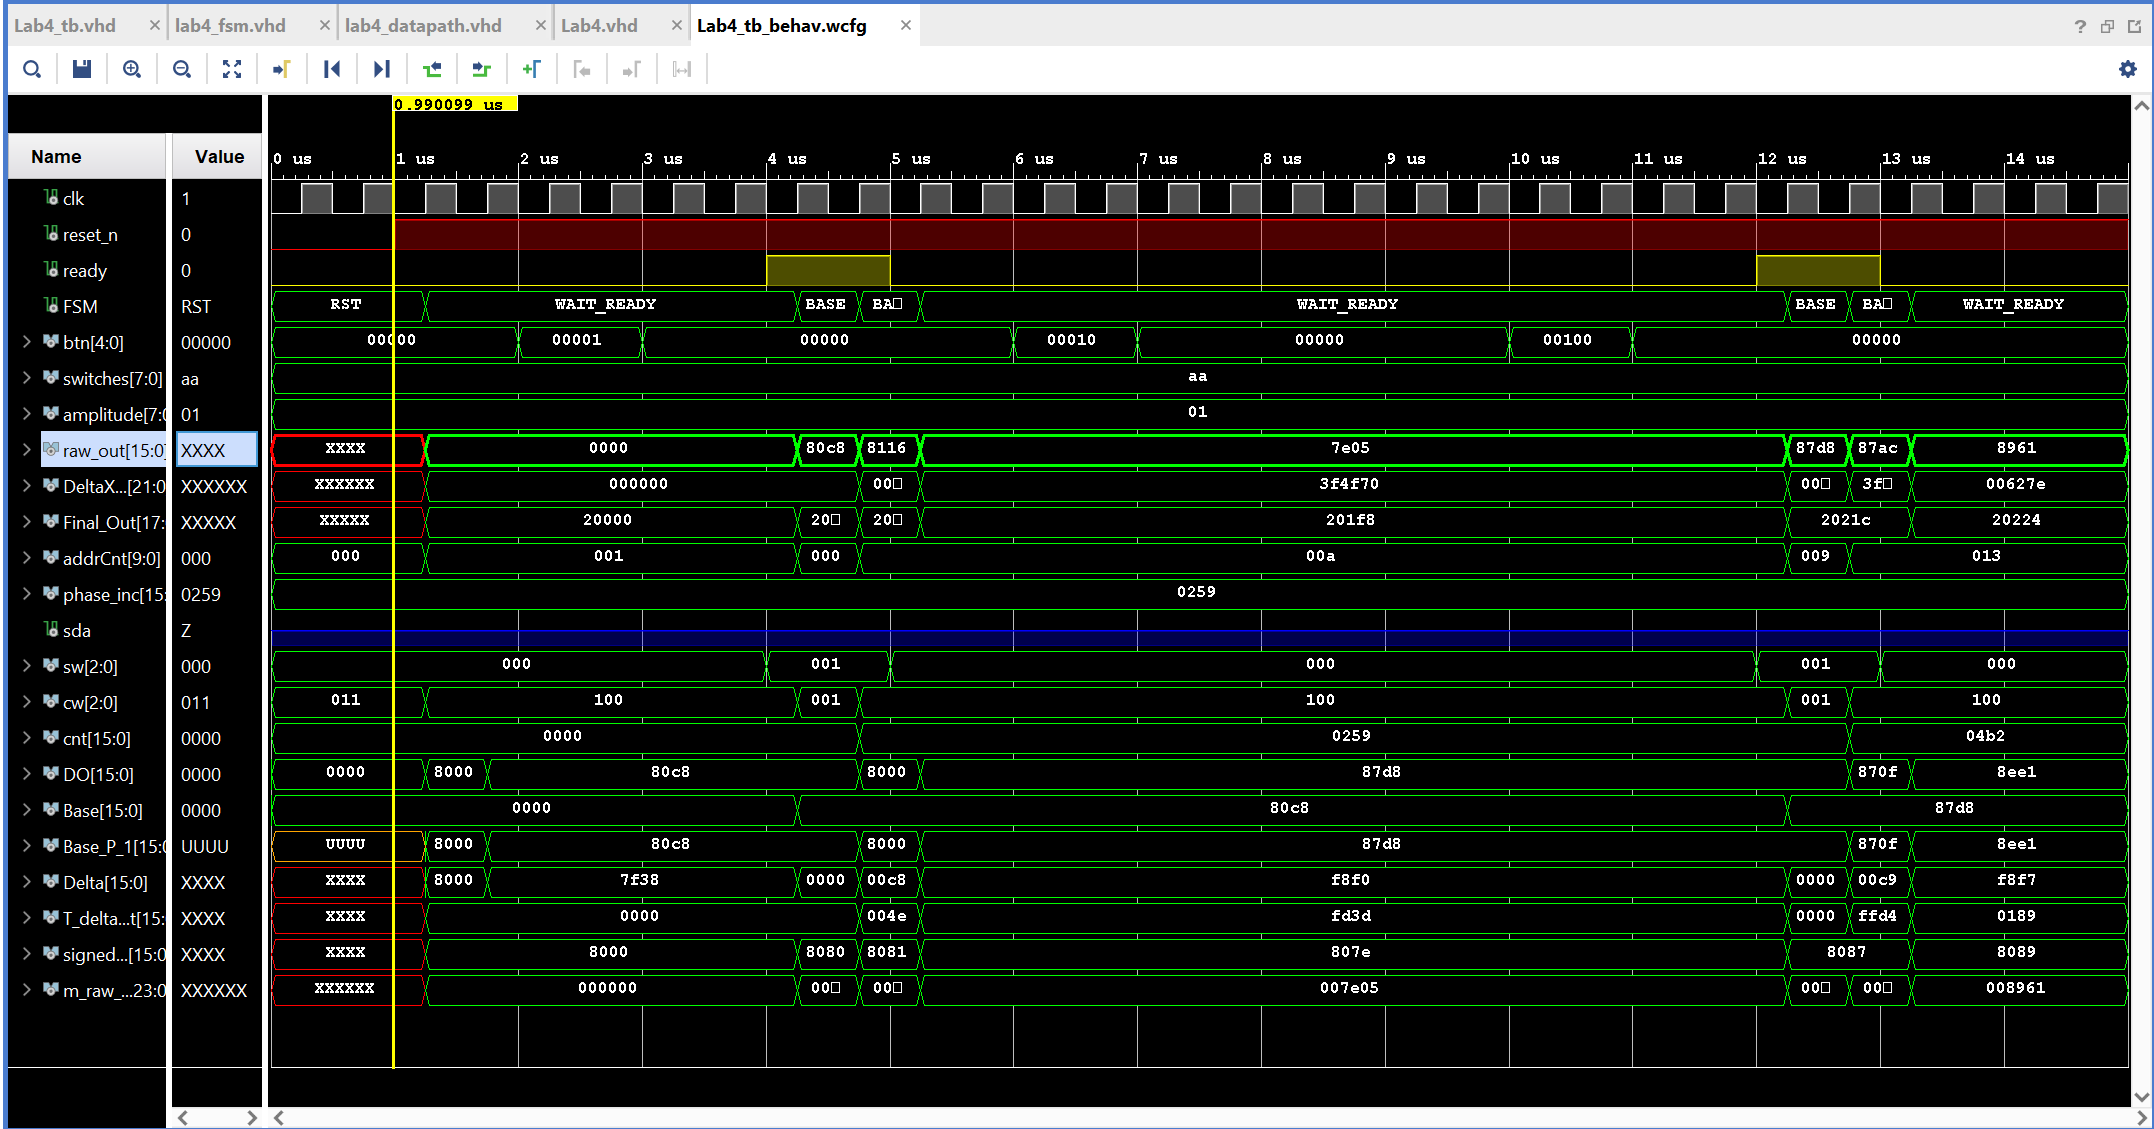 Lab4_tb.vhd × lab4_fsm.vhd × lab4_datapath.vhd × Lab4.vhd × Lab4_tb_behav.wcfg ×
0.990099 us
Name Value 0 us 1 us 2 us 3 us 4 us 5 us 6 us 7 us 8 us 9 us 10 us 11 us 12 us 13 us 14 us
clk 1
reset_n 0
ready 0
FSM RST RST WAIT_READY BASE BA WAIT_READY BASE BA WAIT_READY
btn[4:0] 00000 00000 00001 00000 00010 00000 00100 00000
switches[7:0] aa aa
amplitude[7:0 01 01
raw_out[15:0] XXXX XXXX 0000 80c8 8116 7e05 87d8 87ac 8961
DeltaX...[21:0 XXXXXX XXXXXX 000000 00 3f4f70 00 3f 00627e
Final_Out[17: XXXXX XXXXX 20000 20 20 201f8 2021c 20224
addrCnt[9:0] 000 000 001 000 00a 009 013
phase_inc[15: 0259 0259
sda Z
sw[2:0] 000 000 001 000 001 000
cw[2:0] 011 011 100 001 100 001 100
cnt[15:0] 0000 0000 0259 04b2
DO[15:0] 0000 0000 8000 80c8 8000 87d8 870f 8ee1
Base[15:0] 0000 0000 80c8 87d8
Base_P_1[15:0 UUUU UUUU 8000 80c8 8000 87d8 870f 8ee1
Delta[15:0] XXXX XXXX 8000 7f38 0000 00c8 f8f0 0000 00c9 f8f7
T_delta...t[15: XXXX XXXX 0000 004e fd3d 0000 ffd4 0189
signed...[15:0 XXXX XXXX 8000 8080 8081 807e 8087 8089
m_raw_...23:0] XXXXXX XXXXXX 000000 00 00 007e05 00 00 008961